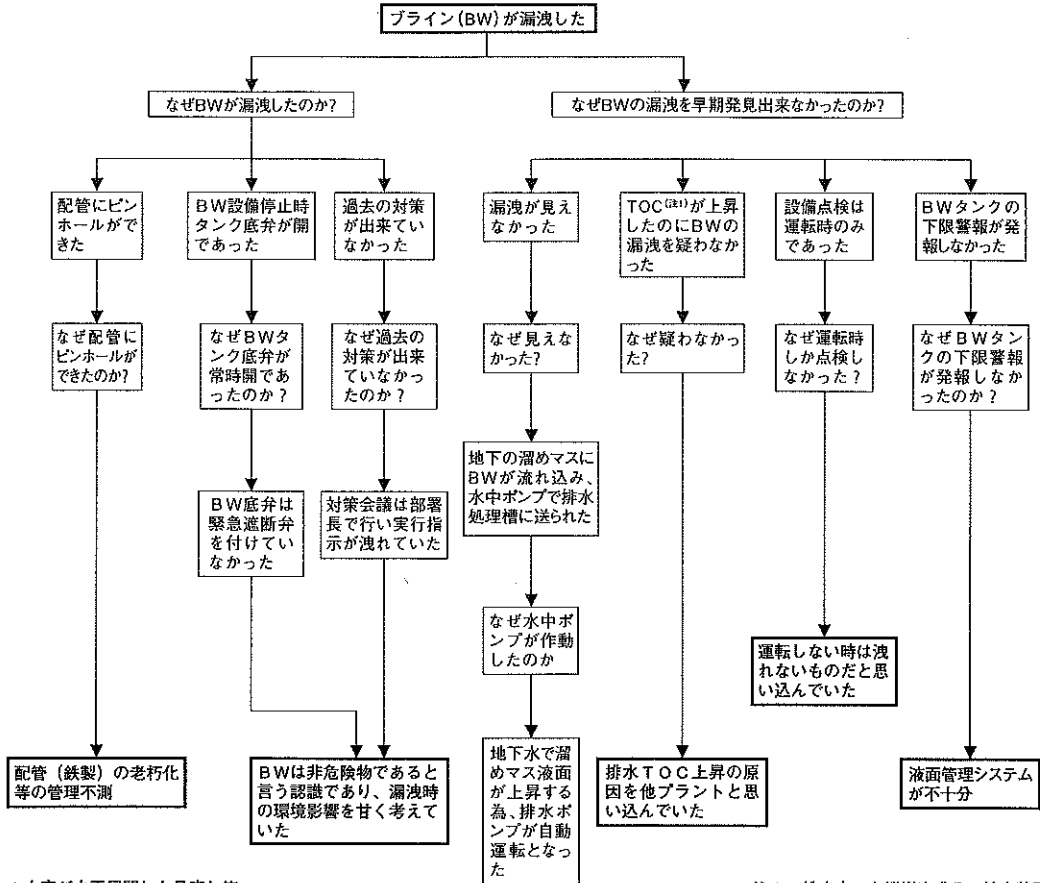 ブライン(BW)が漏洩した
なぜBWが漏洩したのか?
なぜBWの漏洩を早期発見出来なかったのか?
配管にピン
ホールがで
きた
BW設備停止時
タンク底弁が開
であった
過去の対策
が出来てい
なかった
漏洩が見え
なかった
TOC(注1)が上昇
したのにBWの
漏洩を疑わなか
った
設備点検は
運転時のみ
であった
BWタンクの
下限警報が発
報しなかった
なぜ配管に
ピンホールが
できたのか?
なぜBWタ
ンク底弁が
常時開であ
ったのか?
なぜ過去の
対策が出来
ていなかっ
たのか?
なぜ見えな
かった?
なぜ疑わなかっ
た?
なぜ運転時
しか点検し
なかった?
なぜBWタン
クの下限警報
が発報しなか
ったのか?
地下の溜めマスに
BWが流れ込み、
水中ポンプで排水
処理槽に送られた
BW底弁は
緊急遮断弁
を付けてい
なかった
対策会議は部署
長で行い実行指
示が洩れていた
なぜ水中ポ
ンプが作動
したのか
運転しない時は洩
れないものだと思
い込んでいた
配管(鉄製)の老朽化
等の管理不測
BWは非危険物であると
言う認識であり、漏洩
時の環境影響を甘く考えて
いた
地下水で溜
めマス液面
が上昇する
為、排水ポ
ンプが自動
運転となっ
た
排水TOC上昇の原
因を他プラントと思
い込んでいた
液面管理システム
が不十分